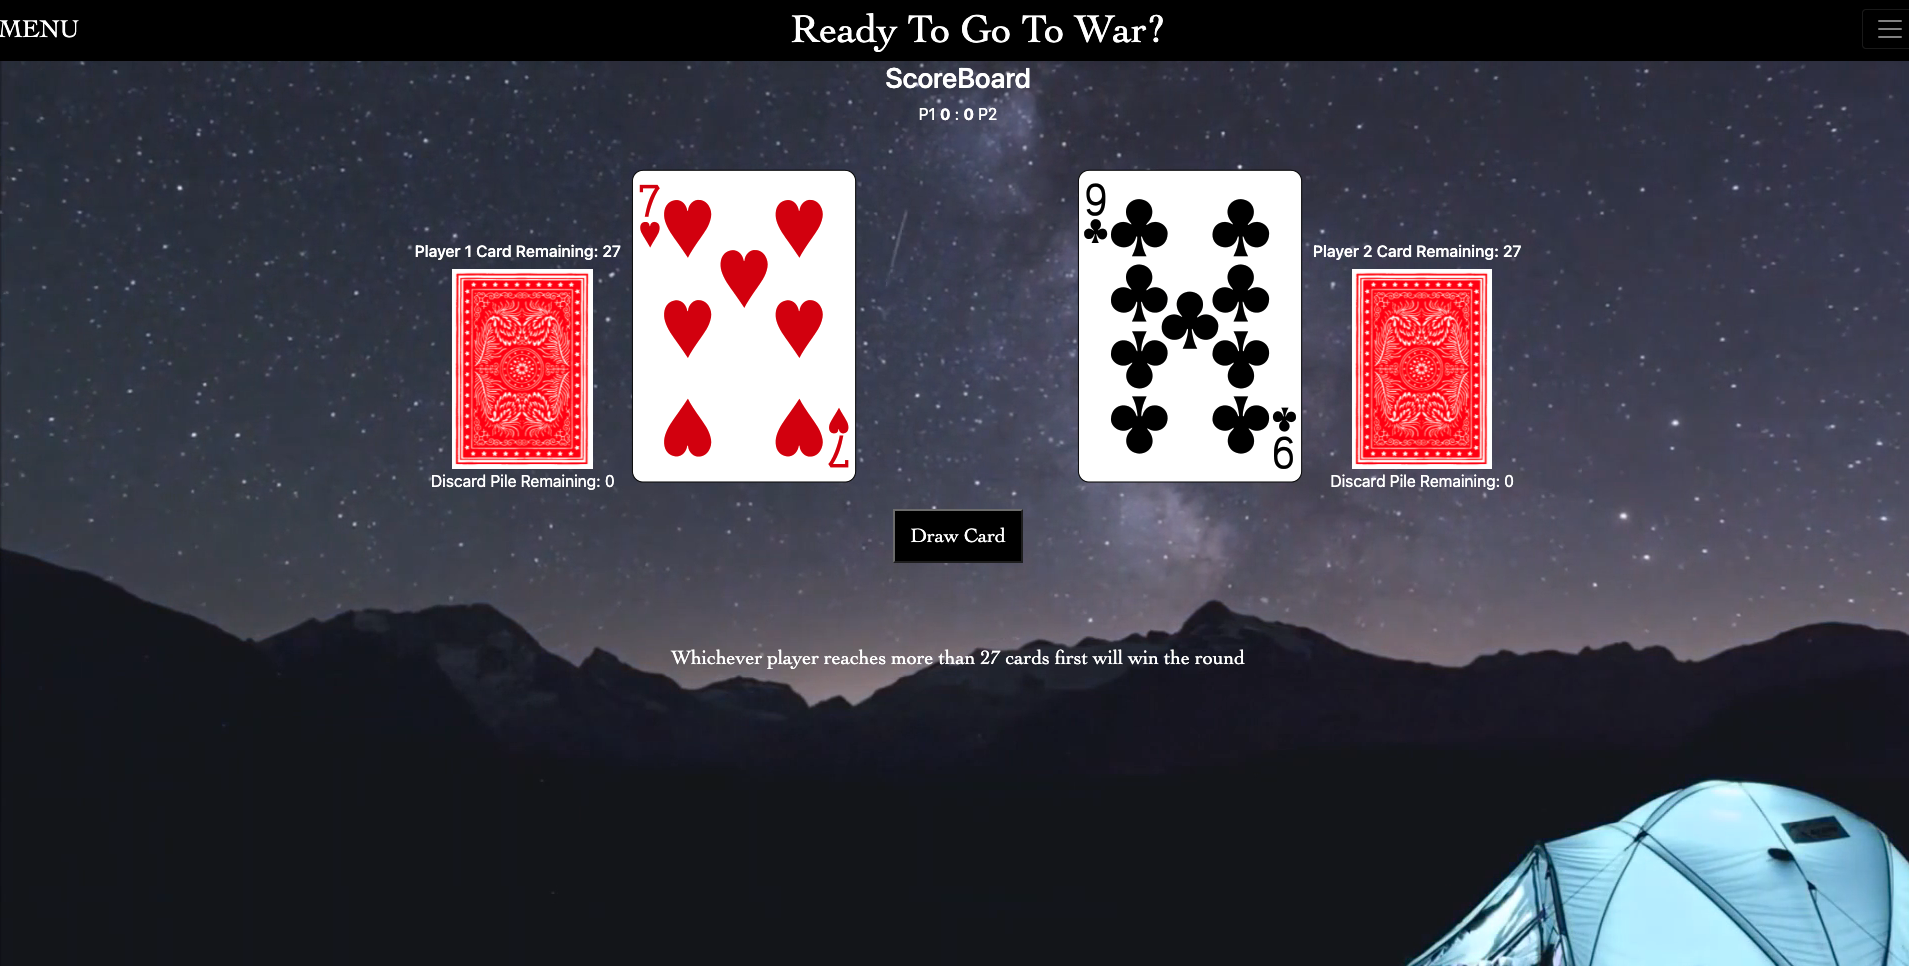 MENU
Ready To Go To War?
ScoreBoard
P1 0 : 0 P2
7
7
9
9
Player 1 Card Remaining: 27
Discard Pile Remaining: 0
Player 2 Card Remaining: 27
Discard Pile Remaining: 0
Draw Card
Whichever player reaches more than 27 cards first will win the round